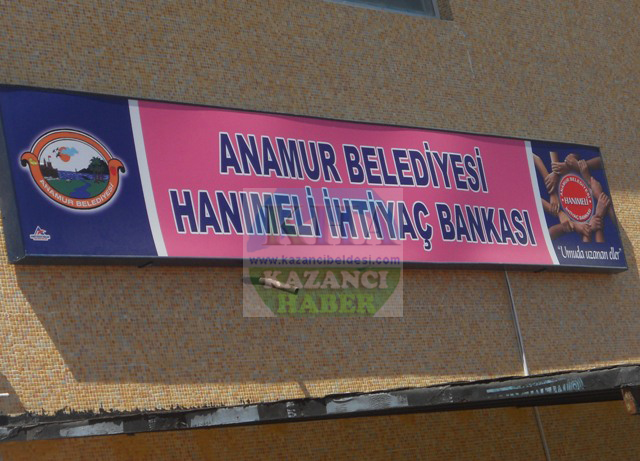 ANAMUR BELEDİYESİ
HANIMELİ İHTİYAÇ BANKASI
ANAMUR BELEDİYESİ
HANIMELİ
"Umuda uzanan eller"
www.kazancibeldesi.com
KAZANCI
HABER